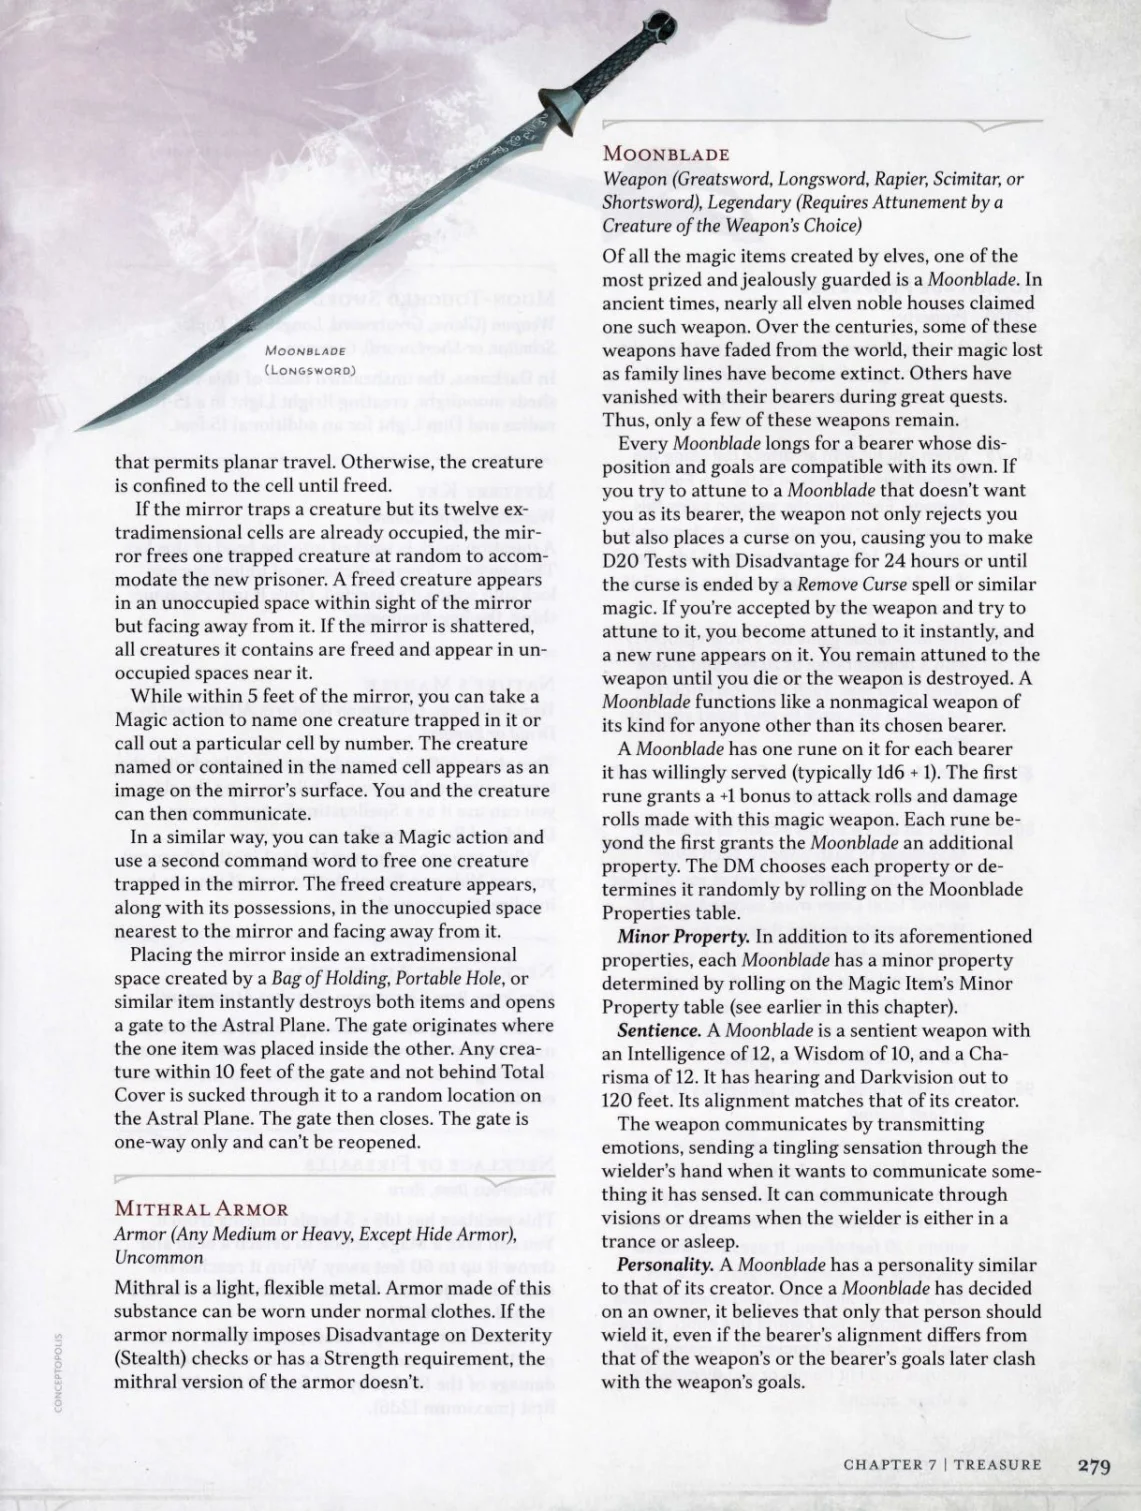 MOONBLADE
(LONGSWORD)
that permits planar travel. Otherwise, the creature
is confined to the cell until freed.
If the mirror traps a creature but its twelve ex-
tradimensional cells are already occupied, the mir-
ror frees one trapped creature at random to accom-
modate the new prisoner. A freed creature appears
in an unoccupied space within sight of the mirror
but facing away from it. If the mirror is shattered,
all creatures it contains are freed and appear in un-
occupied spaces near it.
While within 5 feet of the mirror, you can take a
Magic action to name one creature trapped in it or
call out a particular cell by number. The creature
named or contained in the named cell appears as an
image on the mirror's surface. You and the creature
can then communicate.
In a similar way, you can take a Magic action and
use a second command word to free one creature
trapped in the mirror. The freed creature appears,
along with its possessions, in the unoccupied space
nearest to the mirror and facing away from it.
Placing the mirror inside an extradimensional
space created by a Bag of Holding, Portable Hole, or
similar item instantly destroys both items and opens
a gate to the Astral Plane. The gate originates where
the one item was placed inside the other. Any crea-
ture within 10 feet of the gate and not behind Total
Cover is sucked through it to a random location on
the Astral Plane. The gate then closes. The gate is
one-way only and can't be reopened.
MITHRAL ARMOR
Armor (Any Medium or Heavy, Except Hide Armor),
Uncommon
Mithral is a light, flexible metal. Armor made of this
substance can be worn under normal clothes. If the
armor normally imposes Disadvantage on Dexterity
(Stealth) checks or has a Strength requirement, the
mithral version of the armor doesn't.
MOONBLADE
Weapon (Greatsword, Longsword, Rapier, Scimitar, or
Shortsword), Legendary (Requires Attunement by a
Creature of the Weapon's Choice)
Of all the magic items created by elves, one of the
most prized and jealously guarded is a Moonblade. In
ancient times, nearly all elven noble houses claimed
one such weapon. Over the centuries, some of these
weapons have faded from the world, their magic lost
as family lines have become extinct. Others have
vanished with their bearers during great quests.
Thus, only a few of these weapons remain.
Every Moonblade longs for a bearer whose dis-
position and goals are compatible with its own. If
you try to attune to a Moonblade that doesn't want
you as its bearer, the weapon not only rejects you
but also places a curse on you, causing you to make
D20 Tests with Disadvantage for 24 hours or until
the curse is ended by a Remove Curse spell or similar
magic. If you're accepted by the weapon and try to
attune to it, you become attuned to it instantly, and
a new rune appears on it. You remain attuned to the
weapon until you die or the weapon is destroyed. A
Moonblade functions like a nonmagical weapon of
its kind for anyone other than its chosen bearer.
A Moonblade has one rune on it for each bearer
it has willingly served (typically 1d6 + 1). The first
rune grants a +1 bonus to attack rolls and damage
rolls made with this magic weapon. Each rune be-
yond the first grants the Moonblade an additional
property. The DM chooses each property or de-
termines it randomly by rolling on the Moonblade
Properties table.
Minor Property. In addition to its aforementioned
properties, each Moonblade has a minor property
determined by rolling on the Magic Item's Minor
Property table (see earlier in this chapter).
Sentience. A Moonblade is a sentient weapon with
an Intelligence of 12, a Wisdom of 10, and a Cha-
risma of 12. It has hearing and Darkvision out to
120 feet. Its alignment matches that of its creator.
The weapon communicates by transmitting
emotions, sending a tingling sensation through the
wielder's hand when it wants to communicate some-
thing it has sensed. It can communicate through
visions or dreams when the wielder is either in a
trance or asleep.
Personality. A Moonblade has a personality similar
to that of its creator. Once a Moonblade has decided
on an owner, it believes that only that person should
wield it, even if the bearer's alignment differs from
that of the weapon's or the bearer's goals later clash
with the weapon's goals.
CONCEPTOPOLIS
CHAPTER 7 | TREASURE 279